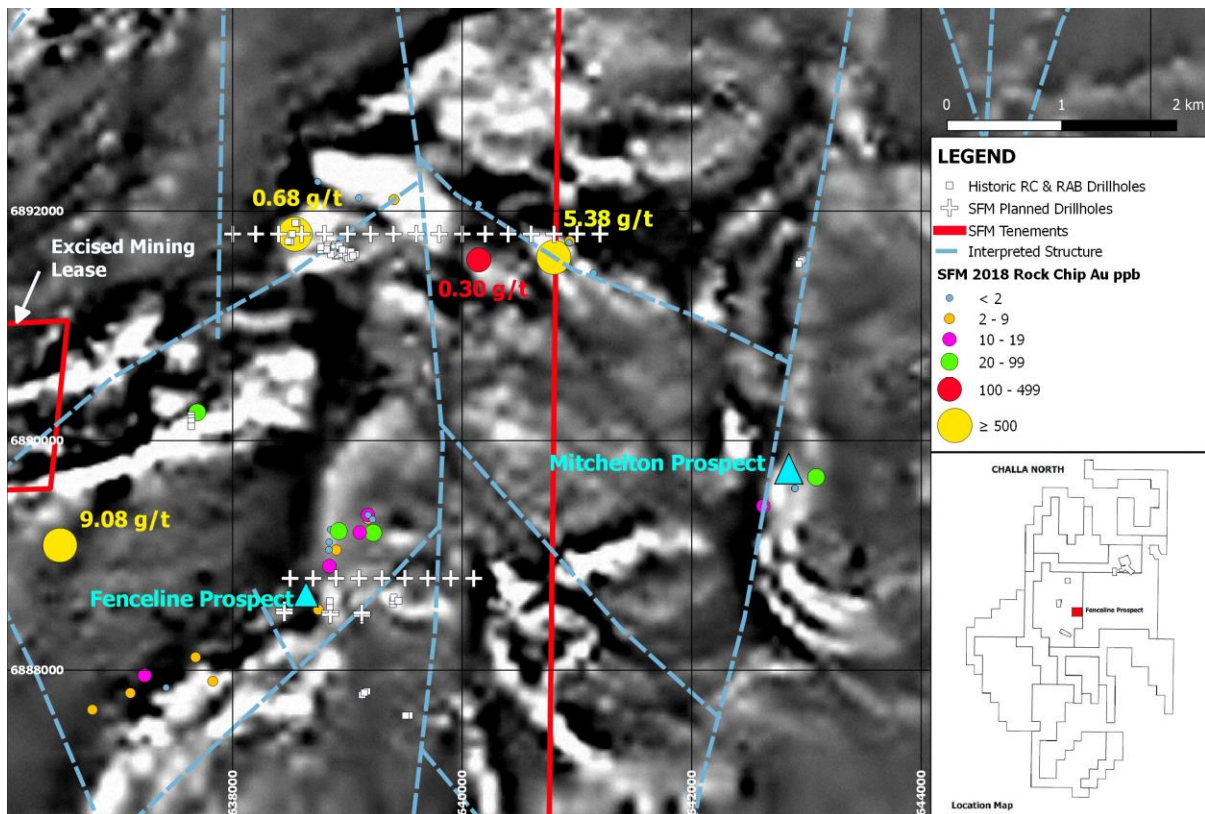 0 1 2 km
LEGEND
Historic RC & RAB Drillholes
SFM Planned Drillholes
SFM Tenements
Interpreted Structure
SFM 2018 Rock Chip Au ppb
< 2
2 - 9
10 - 19
20 - 99
100 - 499
≥ 500
0.68 g/t
6892000
5.38 g/t
Excised Mining
Lease
0.30 g/t
6890000
Mitchelton Prospect
9.08 g/t
Fenceline Prospect
6888000
638000
640000
642000
644000
CHALLA NORTH
Fenceline Prospect
Location Map